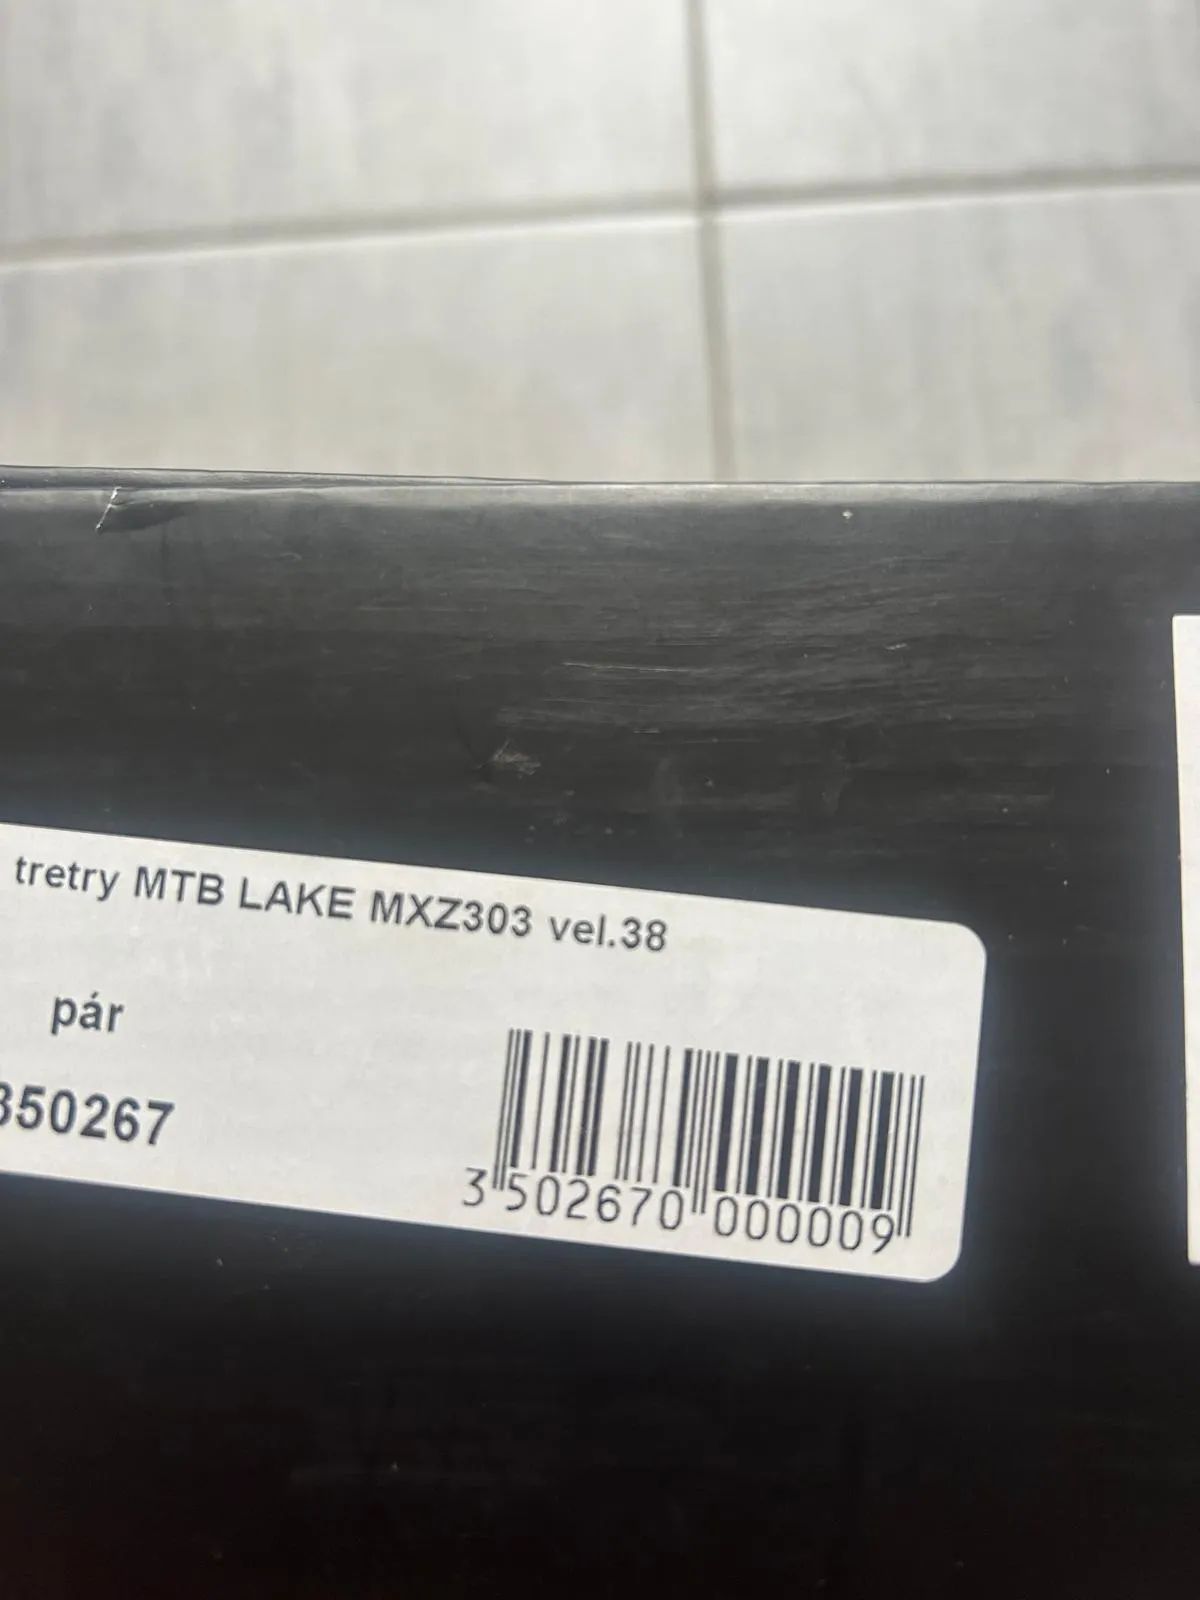 tretry MTB LAKE MXZ303 vel.38
pár
350267
3 502670 000009